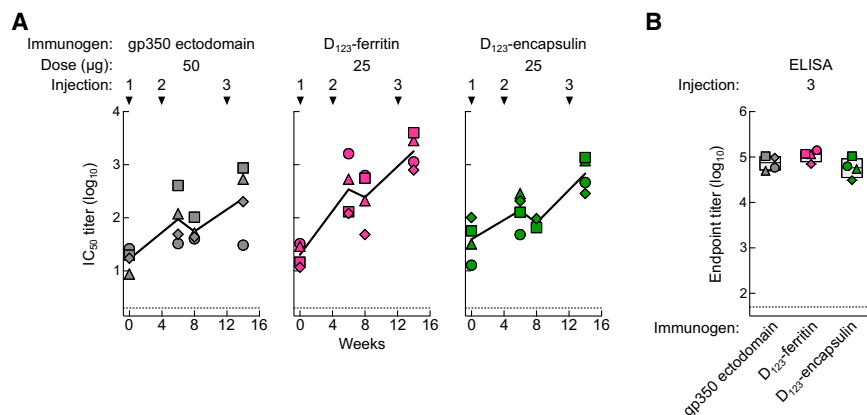 A
Immunogen: gp350 ectodomain D₁₂₃-ferritin D₁₂₃-encapsulin
Dose (µg): 50 25 25
Injection: 1 2 3 1 2 3 1 2 3
IC₅₀ titer (log₁₀)
4
3
2
1
0 4 8 12 16 0 4 8 12 16 0 4 8 12 16
Weeks
B
ELISA
Injection: 3
Endpoint titer (log₁₀)
6
5
4
3
2
Immunogen: gp350 ectodomain D₁₂₃-ferritin D₁₂₃-encapsulin